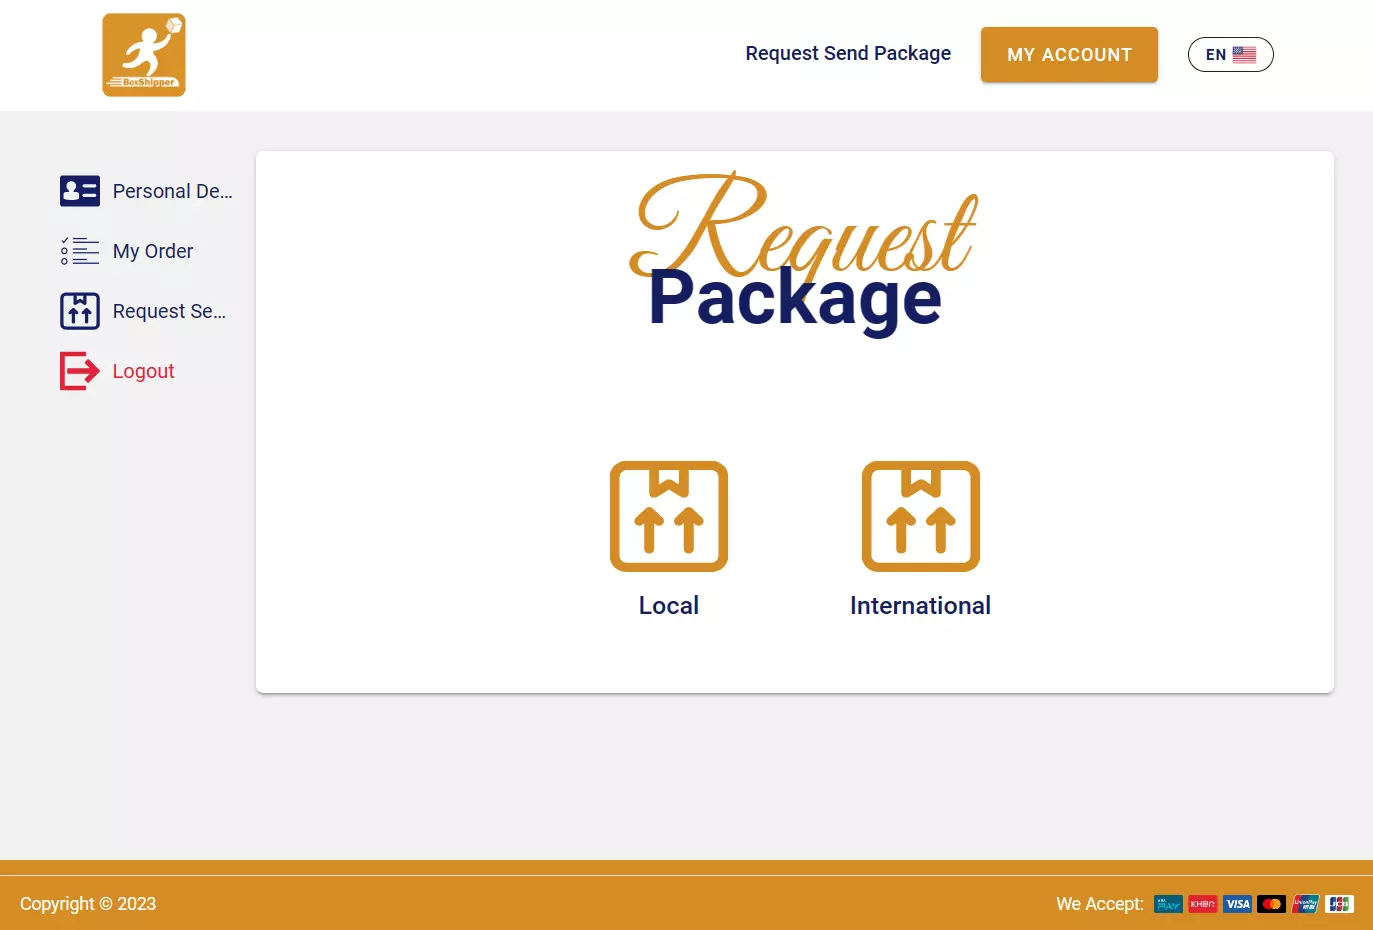 BoxShipper
Request Send Package
MY ACCOUNT
EN
Personal De...
My Order
Request Se...
Logout
Request
Package
Local
International
Copyright © 2023
We Accept:
ABA
PAY
KHQR
VISA
UnionPay
JCB